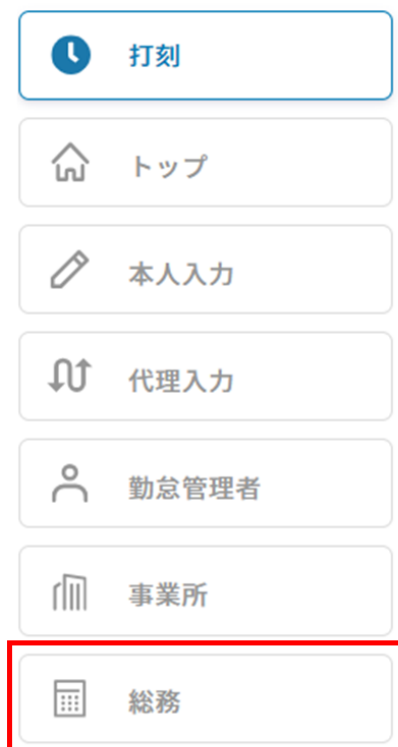 打刻
トップ
本人入力
代理入力
勤怠管理者
事業所
総務